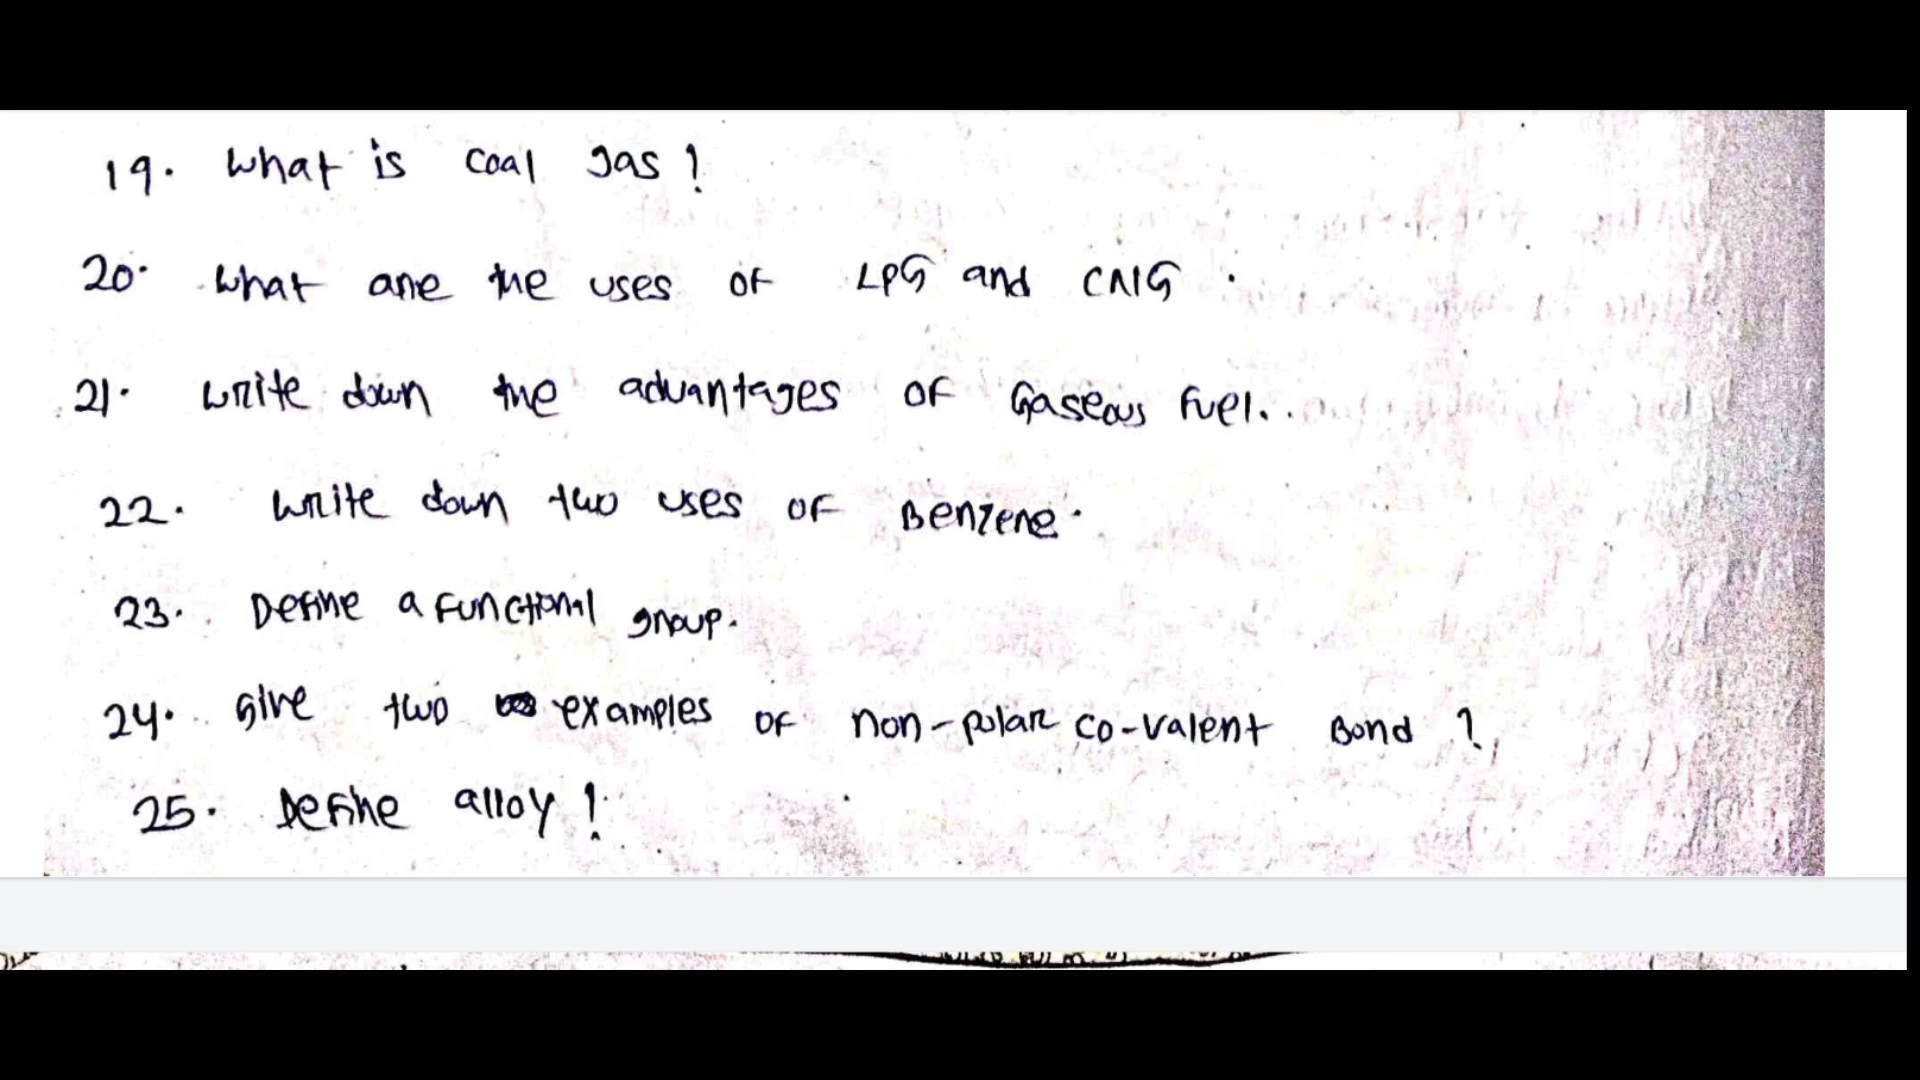 19. What is coal gas?
20. What are the uses of LPG and CNG.
21. Write down the advantages of Gaseous Fuel.
22. Write down two uses of Benzene.
23. Define a Functional group.
24. Give two examples of non-polar co-valent Bond?
25. Define alloy?